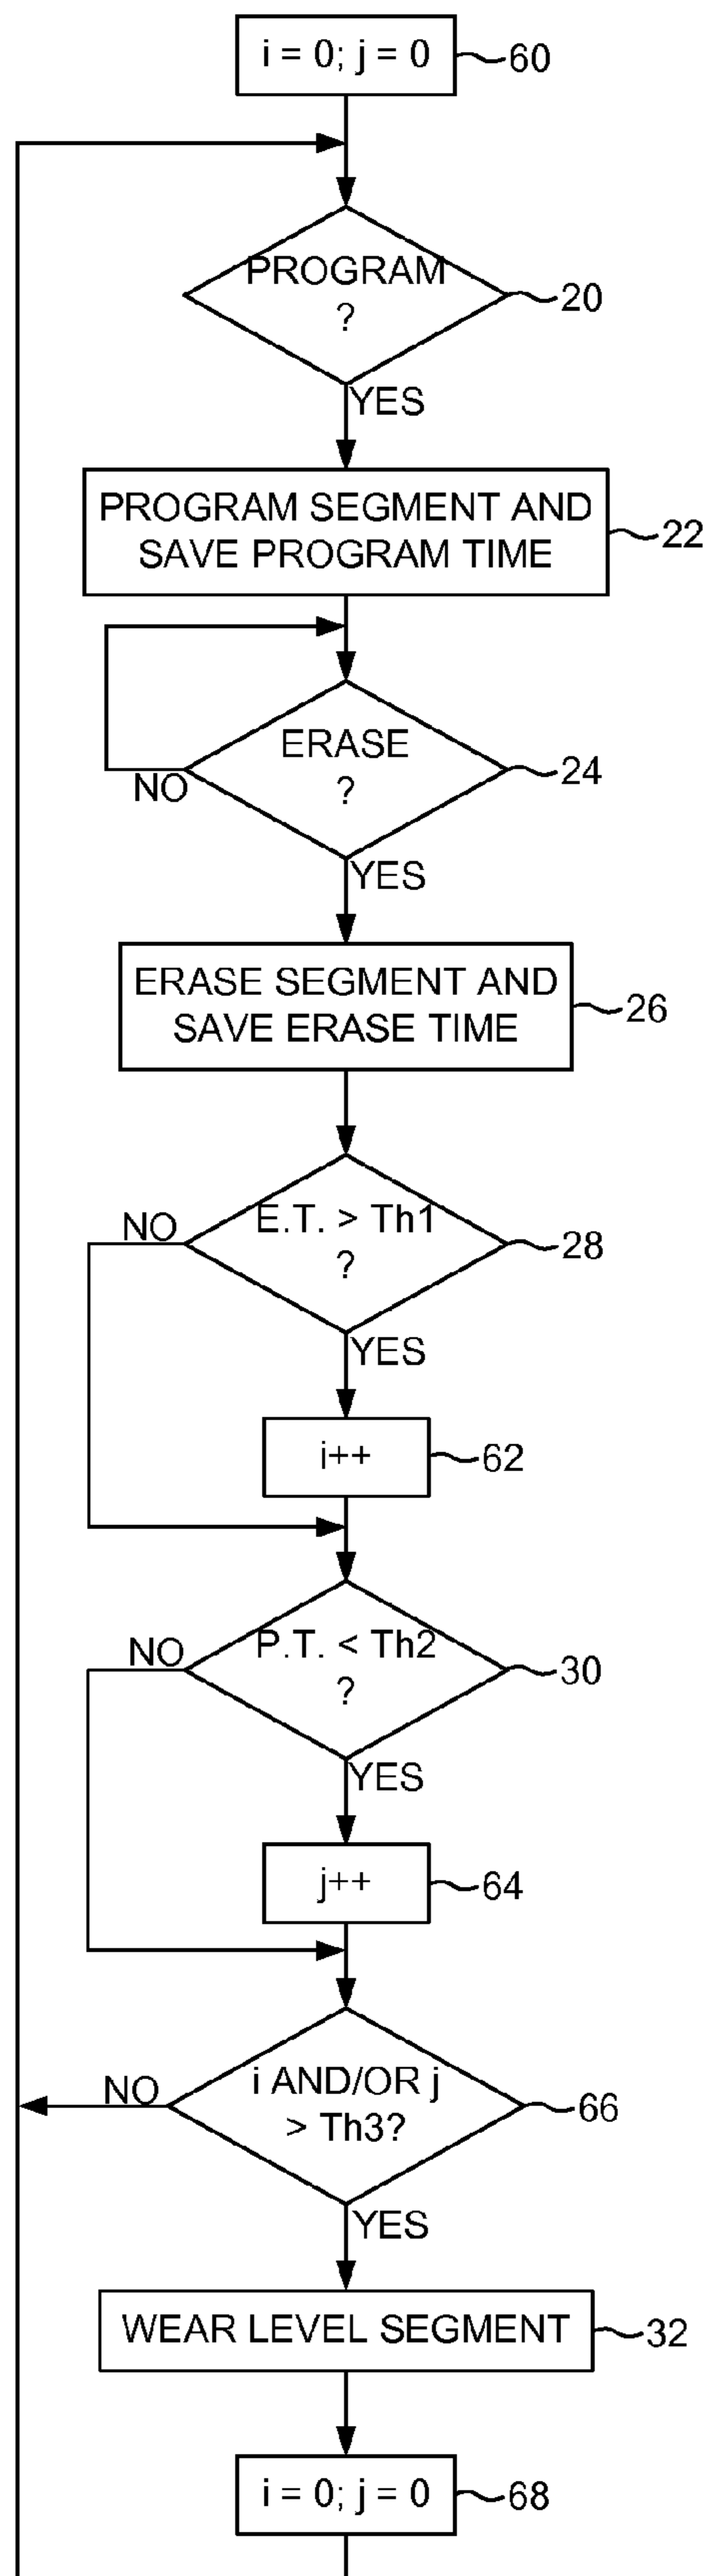 i = 0; j = 0
60
PROGRAM
?
20
YES
PROGRAM SEGMENT AND
SAVE PROGRAM TIME
22
ERASE
?
24
NO
YES
ERASE SEGMENT AND
SAVE ERASE TIME
26
E.T. > Th1
?
NO
28
YES
i++
62
P.T. < Th2
?
NO
30
YES
j++
64
i AND/OR j
> Th3?
NO
66
YES
WEAR LEVEL SEGMENT
32
i = 0; j = 0
68